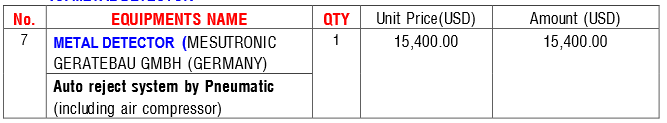 No. EQUIPMENTS NAME QTY Unit Price(USD) Amount (USD)
7 METAL DETECTOR (MESUTRONIC 1 15,400.00 15,400.00
GERATEBAU GMBH (GERMANY)
Auto reject system by Pneumatic
(including air compressor)